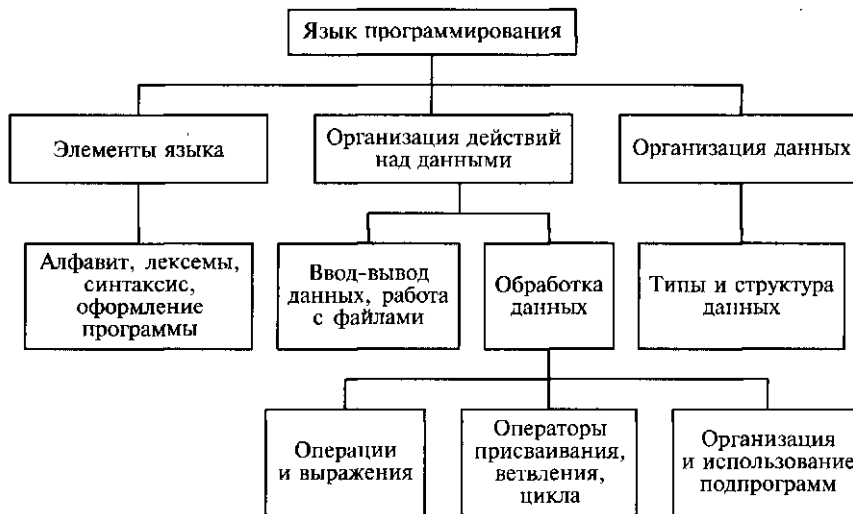 Язык программирования
Элементы языка
Организация действий
над данными
Организация данных
Алфавит, лексемы,
синтаксис,
оформление
программы
Ввод-вывод
данных, работа
с файлами
Обработка
данных
Типы и структура
данных
Операции
и выражения
Операторы
присваивания,
ветвления,
цикла
Организация
и использование
подпрограмм